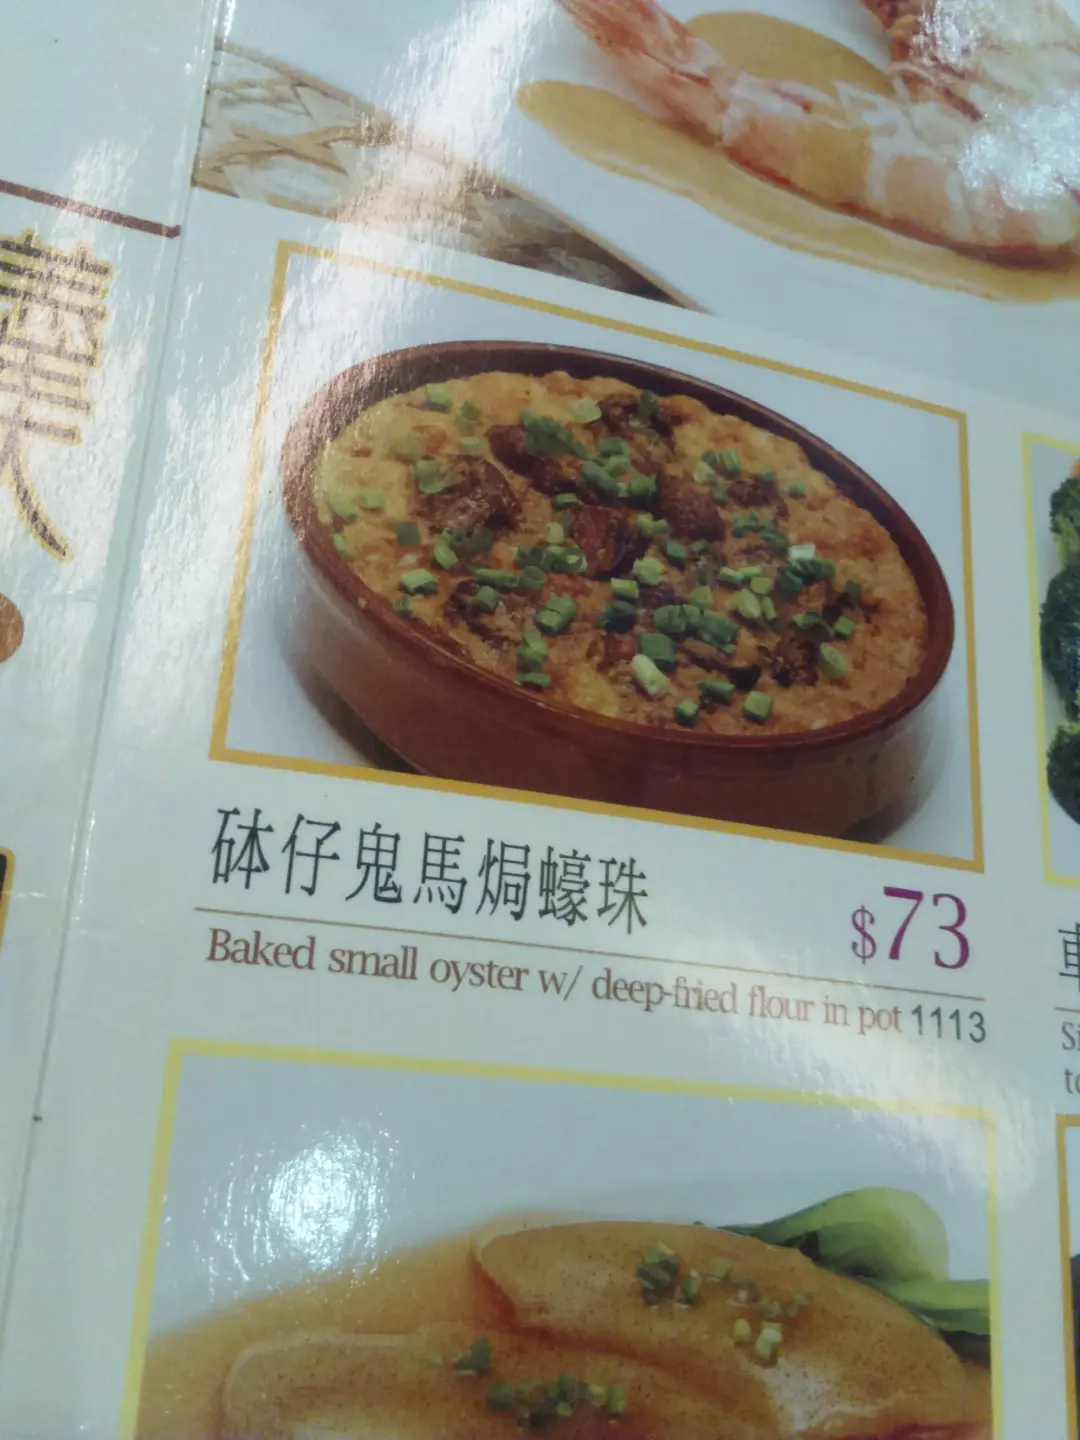 砵仔鬼馬焗蠔珠
$73
Baked small oyster w/ deep-fried flour in pot 1113